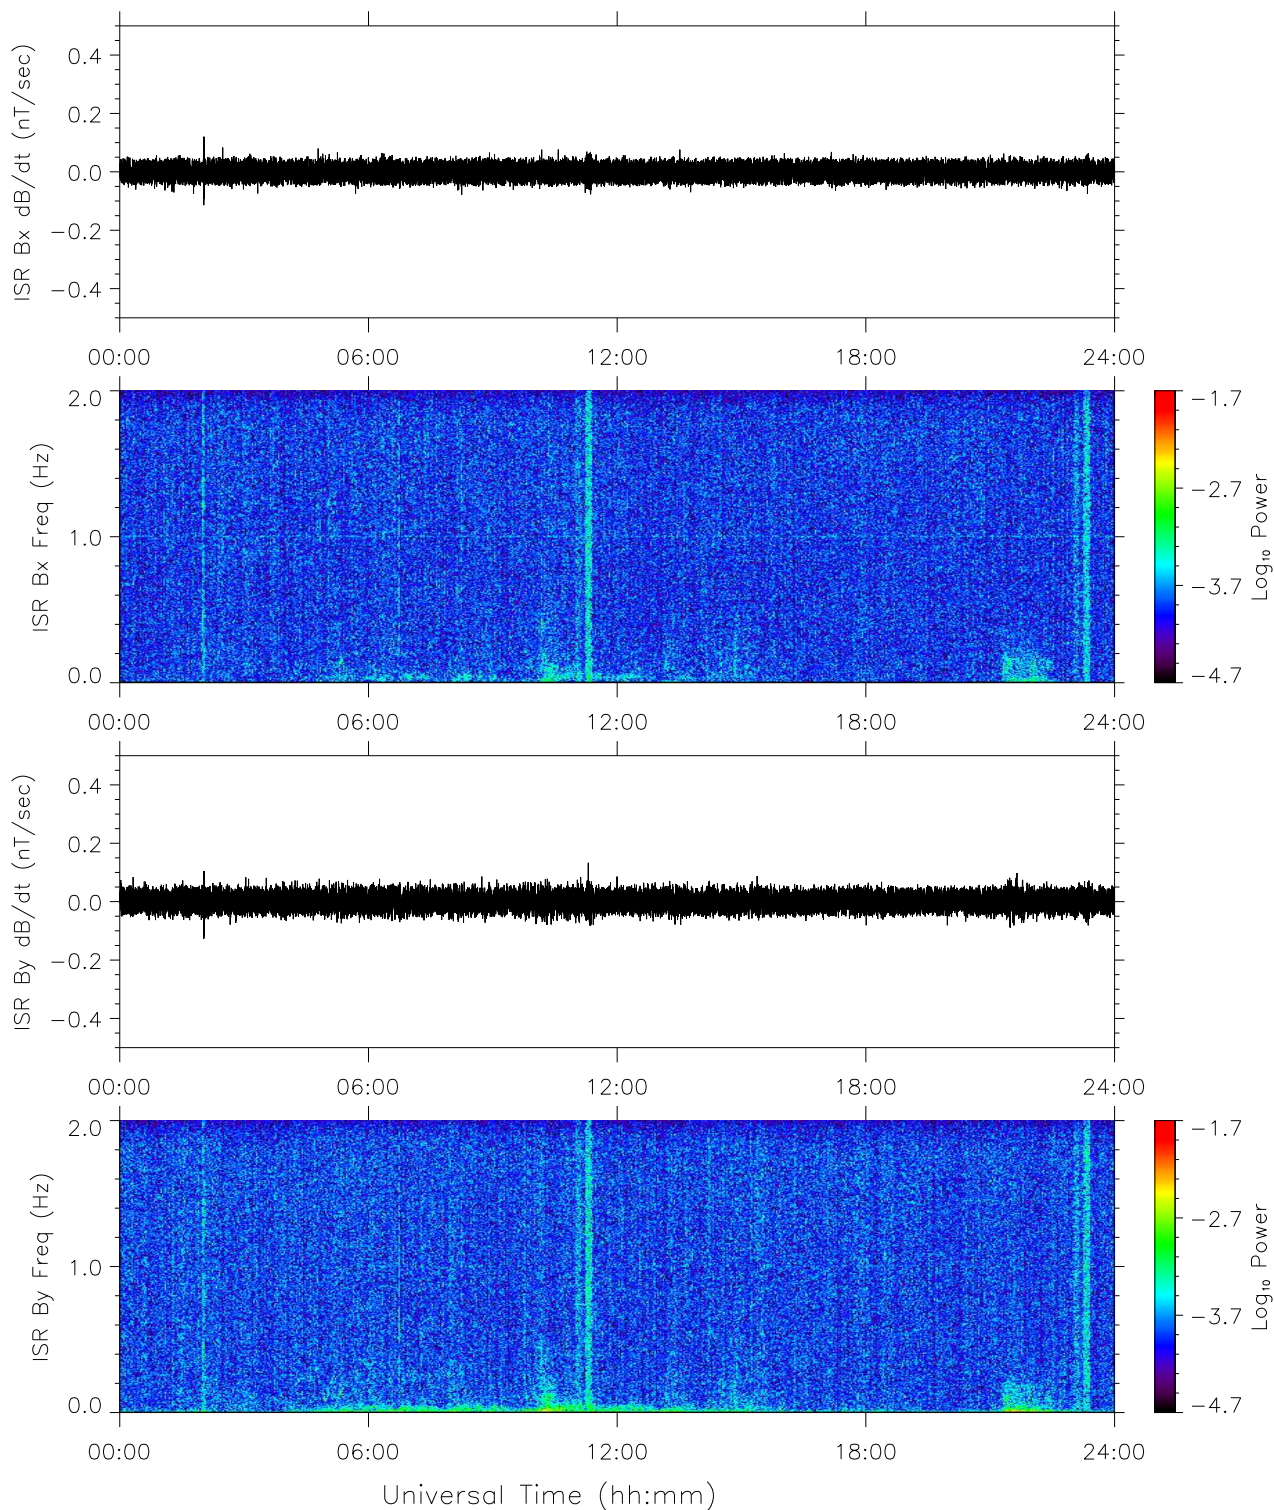 ISR Bx dB/dt (nT/sec)
0.4
0.2
0.0
−0.2
−0.4
00:00 06:00 12:00 18:00 24:00
ISR Bx Freq (Hz)
2.0
1.0
0.0
00:00 06:00 12:00 18:00 24:00
−1.7
−2.7
−3.7
−4.7
Log₁₀ Power
ISR By dB/dt (nT/sec)
0.4
0.2
0.0
−0.2
−0.4
00:00 06:00 12:00 18:00 24:00
ISR By Freq (Hz)
2.0
1.0
0.0
00:00 06:00 12:00 18:00 24:00
−1.7
−2.7
−3.7
−4.7
Log₁₀ Power
Universal Time (hh:mm)